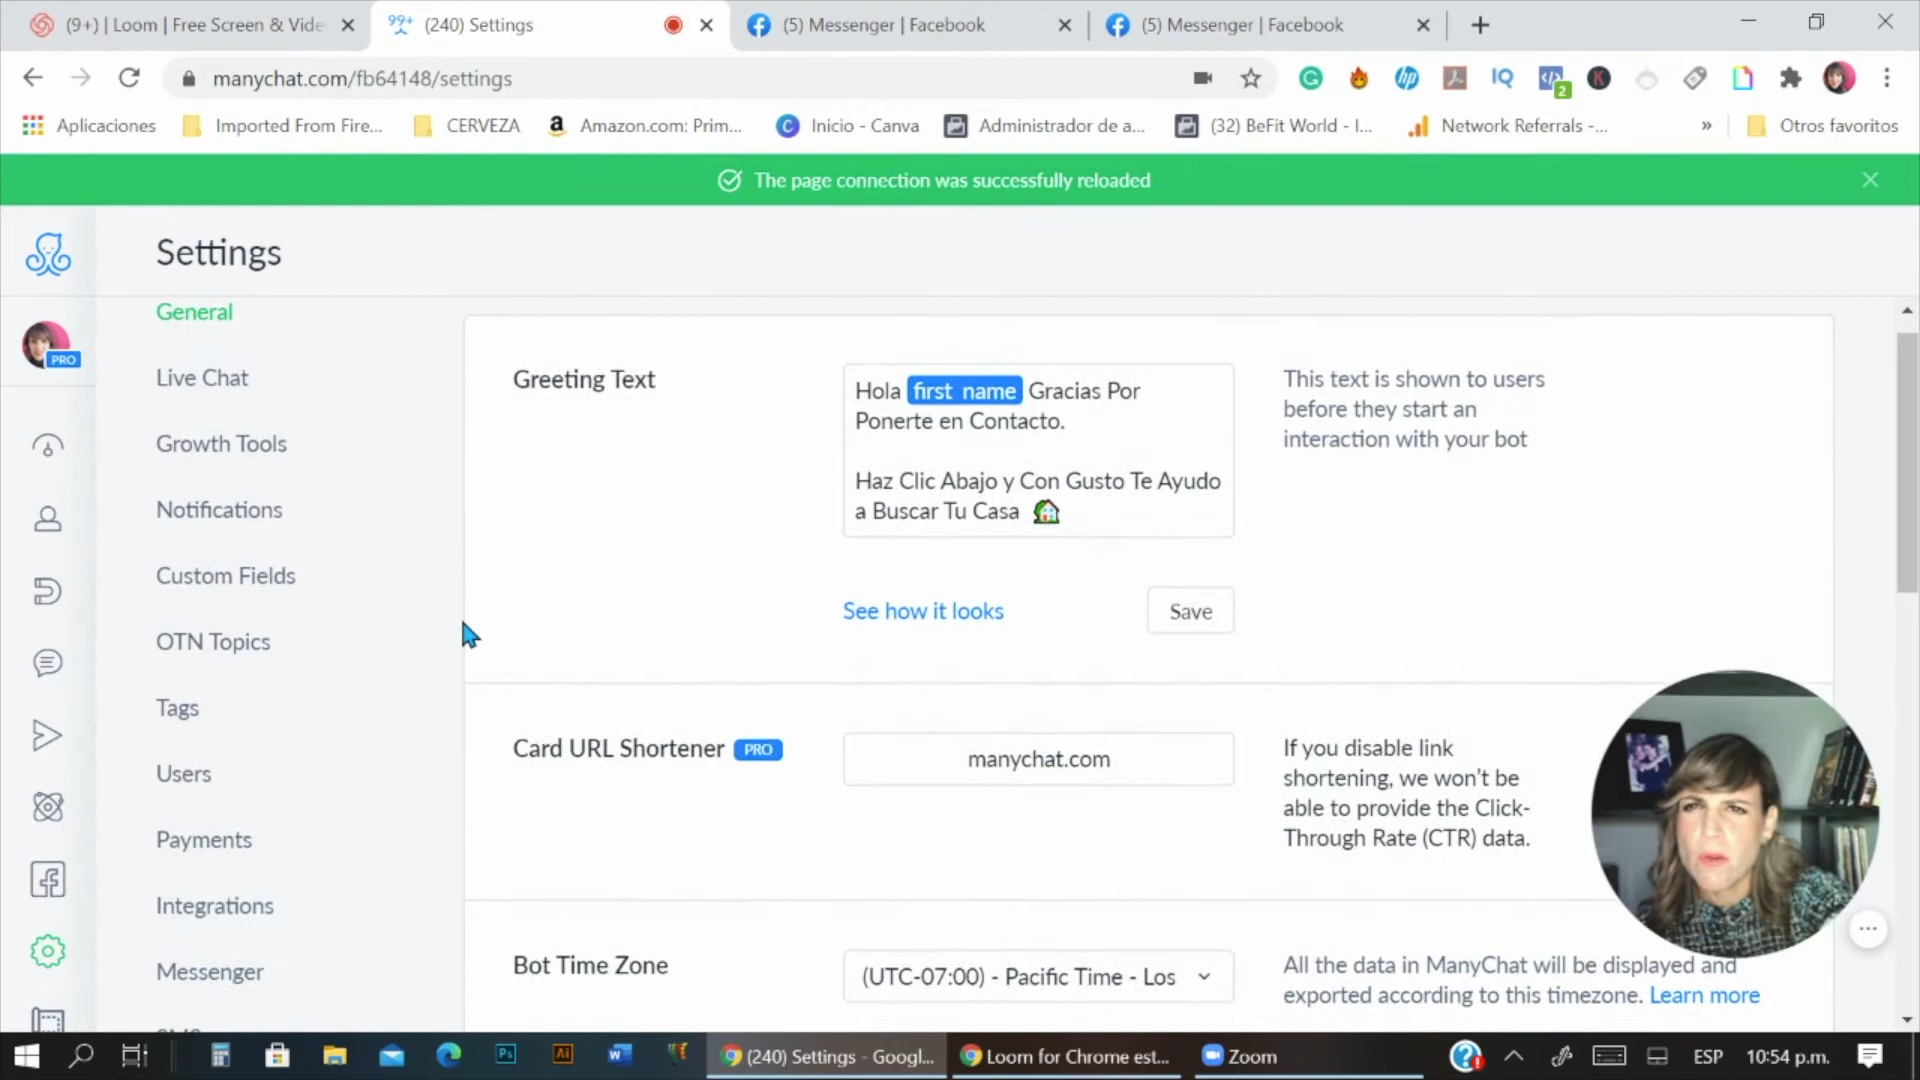 (9+) | Loom | Free Screen & Vide
99+ (240) Settings
(5) Messenger | Facebook
(5) Messenger | Facebook
manychat.com/fb64148/settings
2
Aplicaciones
Imported From Fire...
CERVEZA
Amazon.com: Prim...
Inicio - Canva
Administrador de a...
(32) BeFit World - I...
Network Referrals -...
»
Otros favoritos
The page connection was successfully reloaded
Settings
PRO
General
Live Chat
Growth Tools
Notifications
Custom Fields
OTN Topics
Tags
Users
Payments
Integrations
Messenger
Greeting Text
Hola first name Gracias Por
Ponerte en Contacto.
Haz Clic Abajo y Con Gusto Te Ayudo
a Buscar Tu Casa
See how it looks
Save
This text is shown to users
before they start an
interaction with your bot
Card URL Shortener PRO
manychat.com
If you disable link
shortening, we won't be
able to provide the Click-
Through Rate (CTR) data.
Bot Time Zone
(UTC-07:00) - Pacific Time - Los
All the data in ManyChat will be displayed and
exported according to this timezone. Learn more
(240) Settings - Googl...
Loom for Chrome est...
Zoom
ESP
10:54 p.m.